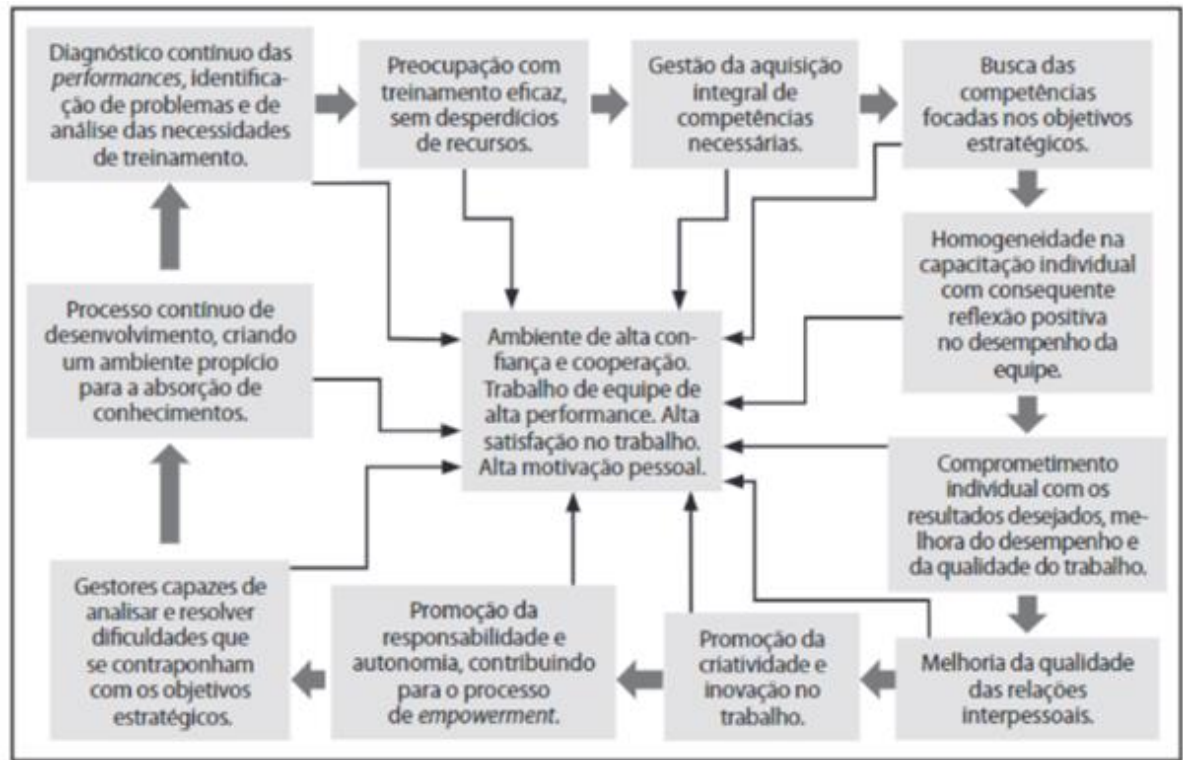 Diagnóstico contínuo das
performances, identifica-
ção de problemas e de
análise das necessidades
de treinamento.
Preocupação com
treinamento eficaz,
sem desperdícios
de recursos.
Gestão da aquisição
integral de
competências
necessárias.
Busca das
competências
focadas nos objetivos
estratégicos.
Homogeneidade na
capacitação individual
com consequente
reflexão positiva
no desempenho da
equipe.
Comprometimento
individual com os
resultados desejados, me-
lhora do desempenho e
da qualidade do trabalho.
Melhoria da qualidade
das relações
interpessoais.
Promoção da
criatividade e
inovação no
trabalho.
Promoção da
responsabilidade e
autonomia, contribuindo
para o processo
de empowerment.
Gestores capazes de
analisar e resolver
dificuldades que
se contraponham
com os objetivos
estratégicos.
Processo contínuo de
desenvolvimento, criando
um ambiente propício
para a absorção de
conhecimentos.
Ambiente de alta con-
fiança e cooperação.
Trabalho de equipe de
alta performance. Alta
satisfação no trabalho.
Alta motivação pessoal.